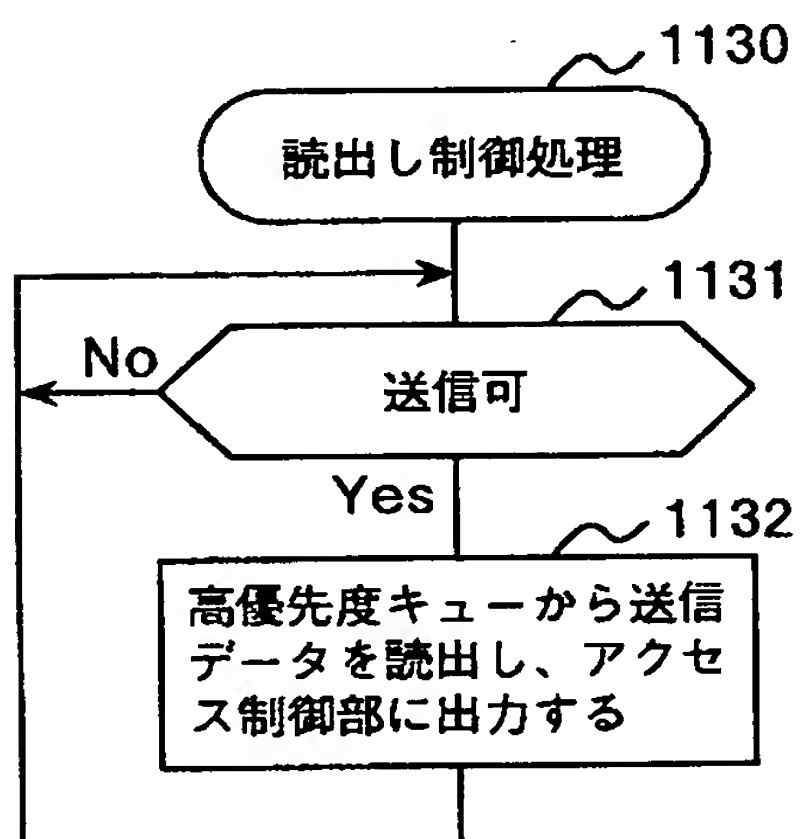 1130
読出し制御処理
1131
No
送信可
Yes
1132
高優先度キューから送信
データを読出し、アクセ
ス制御部に出力する